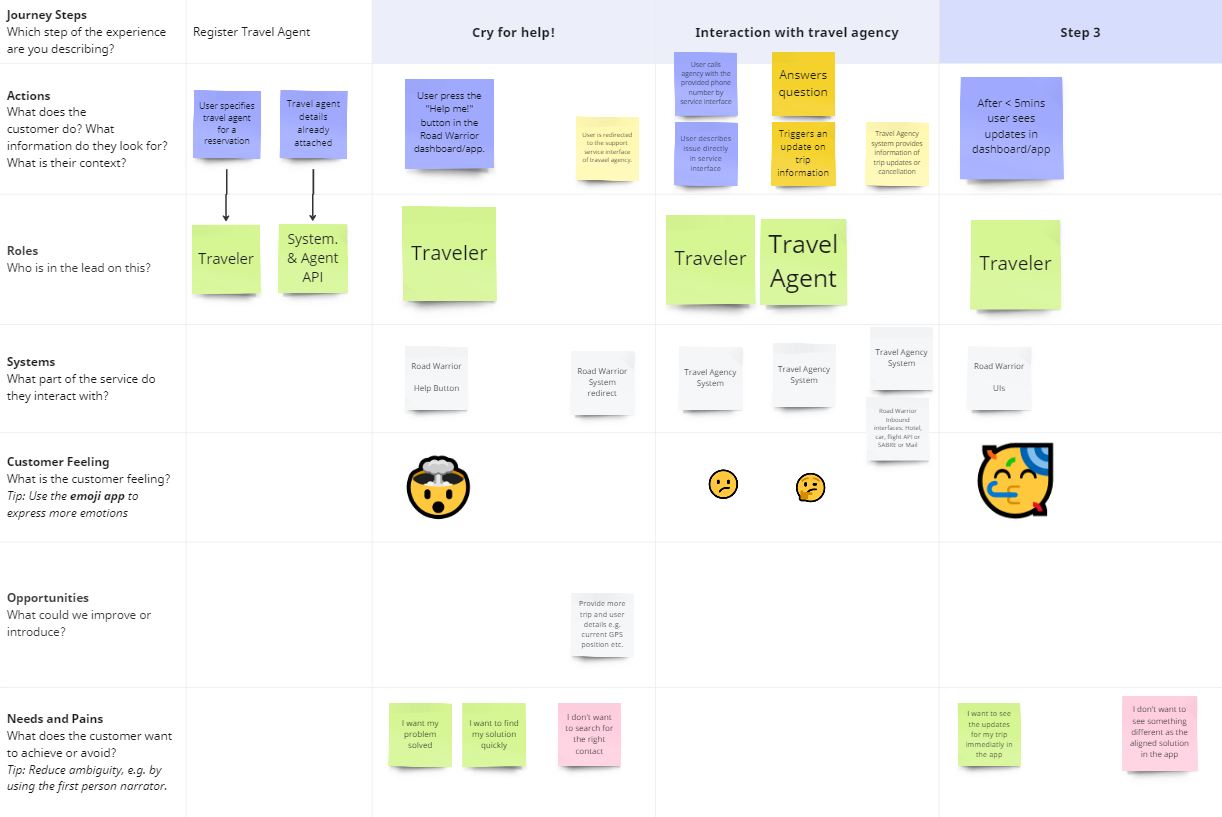 Journey Steps
Which step of the experience
are you describing?
Register Travel Agent
Cry for help!
Interaction with travel agency
Step 3
Actions
What does the
customer do? What
information do they look for?
What is their context?
User specifies
travel agent
for a
reservation
Travel agent
details
already
attached
User press the
"Help me!"
button in the
Road Warrior
dashboard/app.
User is redirected
to the support
service interface
of travael agency.
User calls
agency with the
provided phone
number by
service interface
Answers
question
User describes
issue directly
in service
interface
Triggers an
update on
trip
information
Travel Agency
system provides
information of
trip updates or
cancellation
After < 5mins
user sees
updates in
dashboard/app
Roles
Who is in the lead on this?
Traveler
System.
& Agent
API
Traveler
Traveler
Travel
Agent
Traveler
Systems
What part of the service do
they interact with?
Road Warrior
Help Button
Road Warrior
System
redirect
Travel Agency
System
Travel Agency
System
Travel Agency
System
Road Warrior
Inbound
interfaces: Hotel,
car, flight API or
SABRE or Mail
Road Warrior
UIs
Customer Feeling
What is the customer feeling?
Tip: Use the emoji app to
express more emotions
Opportunities
What could we improve or
introduce?
Provide more
trip and user
details e.g.
current GPS
position etc.
Needs and Pains
What does the customer want
to achieve or avoid?
Tip: Reduce ambiguity, e.g. by
using the first person narrator.
I want my
problem
solved
I want to find
my solution
quickly
I don't want
to search for
the right
contact
I want to see
the updates
for my trip
immediatly in
the app
I don't want to
see something
different as the
aligned solution
in the app